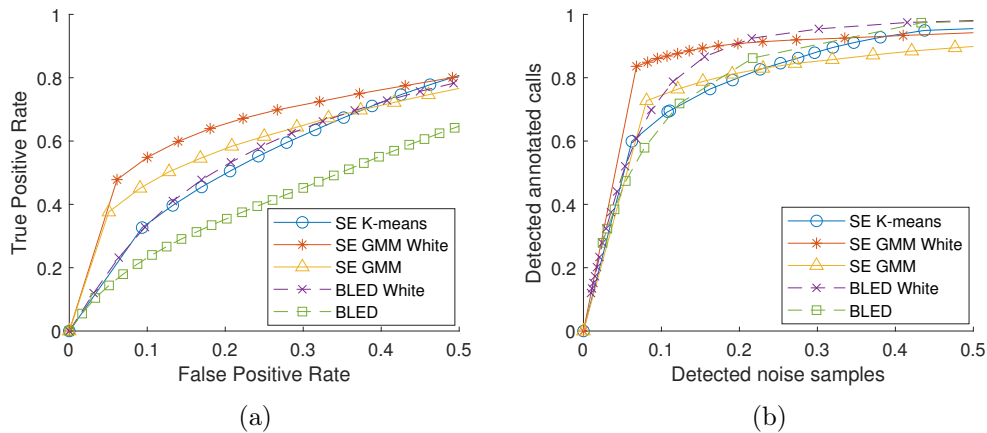 True Positive Rate
1
0.8
0.6
0.4
0.2
0
0
0.1
0.2
0.3
0.4
0.5
False Positive Rate
SE K-means
SE GMM White
SE GMM
BLED White
BLED
(a)
Detected annotated calls
1
0.8
0.6
0.4
0.2
0
0
0.1
0.2
0.3
0.4
0.5
Detected noise samples
SE K-means
SE GMM White
SE GMM
BLED White
BLED
(b)